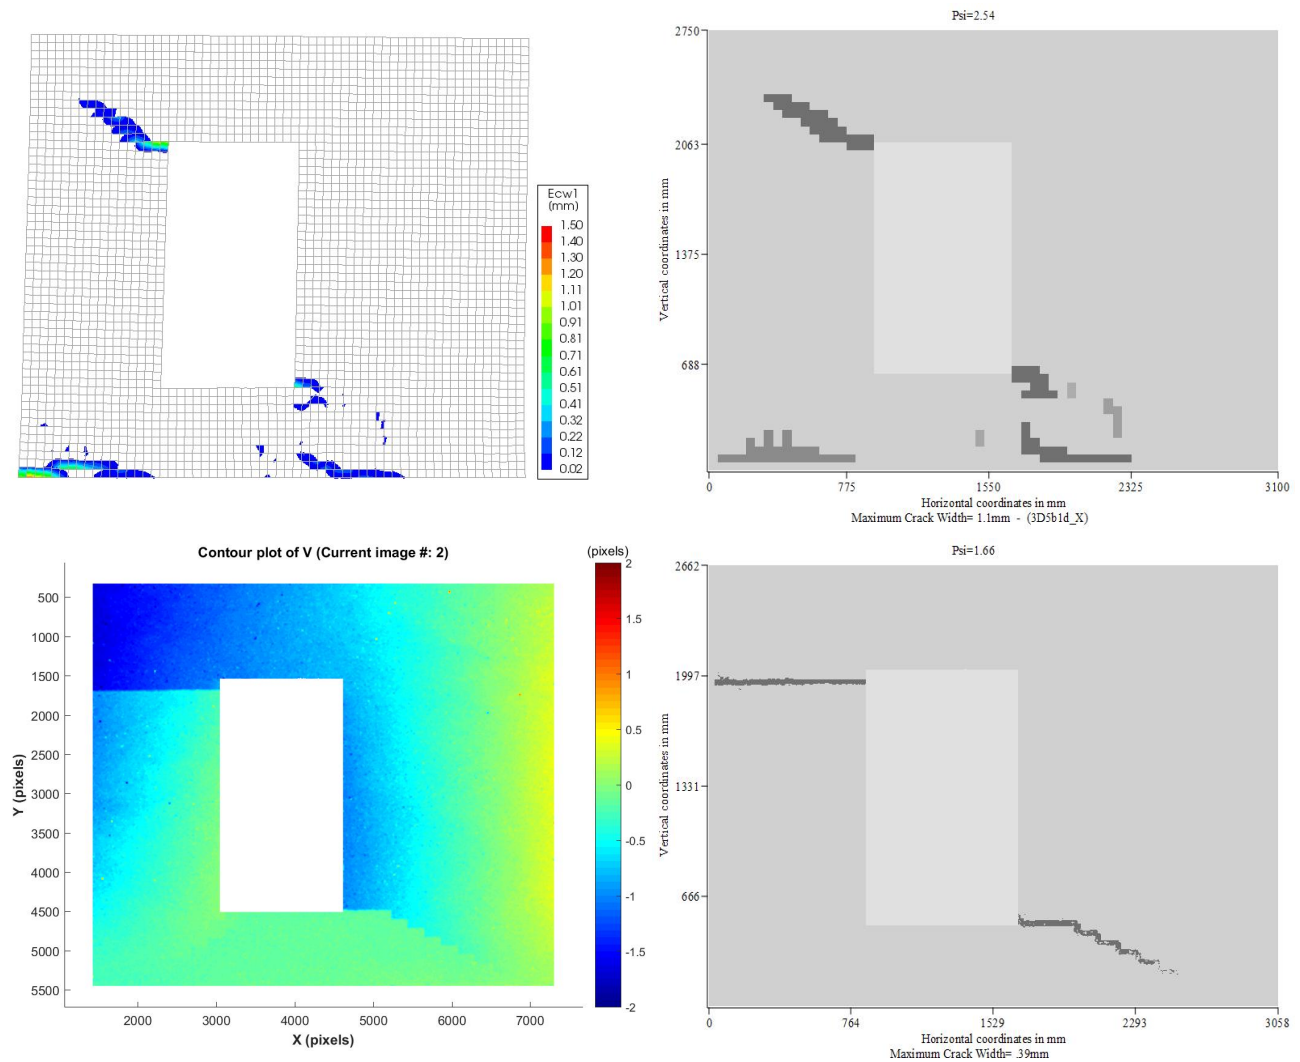 Ecw1
(mm)
1.50
1.40
1.30
1.20
1.11
1.01
0.91
0.81
0.71
0.61
0.51
0.41
0.32
0.22
0.12
0.02
Psi=2.54
2750
2063
1375
688
Vertical coordinates in mm
0 775 1550 2325 3100
Horizontal coordinates in mm
Maximum Crack Width= 1.1mm - (3D5b1d_X)
Contour plot of V (Current image #: 2)
(pixels)
500
1000
1500
2000
2500
3000
3500
4000
4500
5000
5500
Y (pixels)
2000 3000 4000 5000 6000 7000
X (pixels)
2
1.5
1
0.5
0
-0.5
-1
-1.5
-2
Psi=1.66
2662
1997
1331
666
Vertical coordinates in mm
0 764 1529 2293 3058
Horizontal coordinates in mm
Maximum Crack Width= .39mm